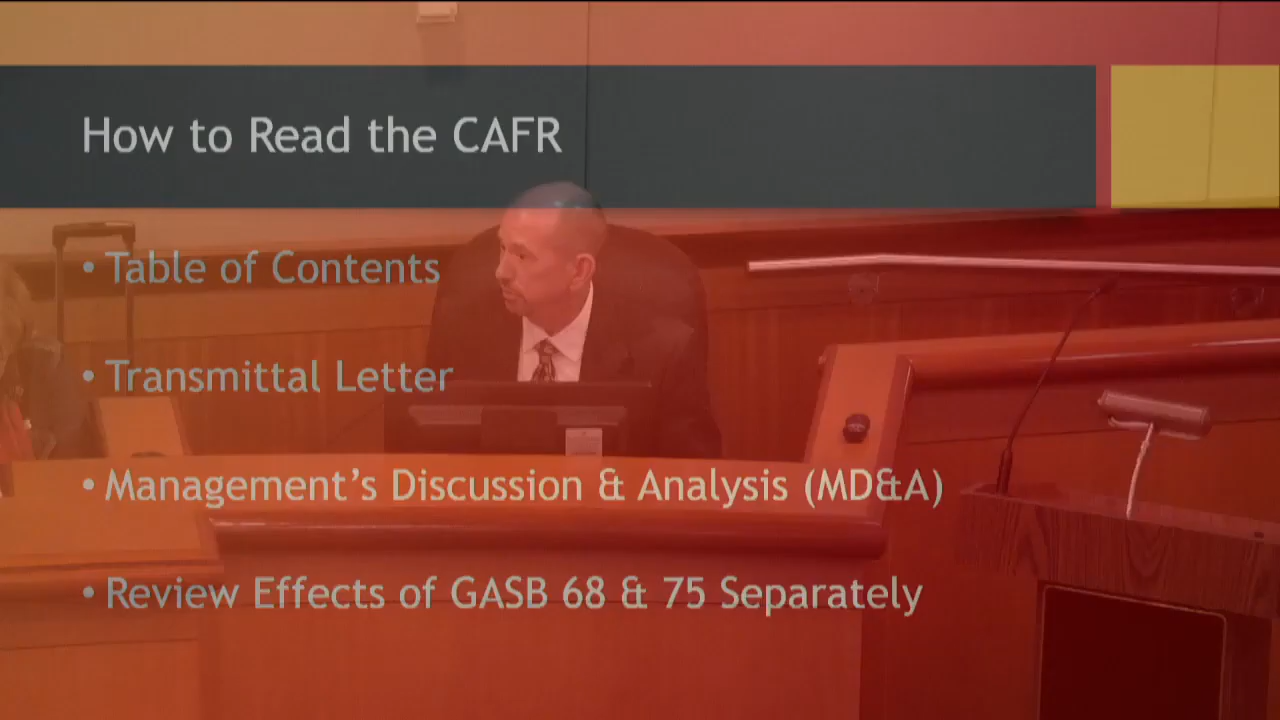 How to Read the CAFR
• Table of Contents
• Transmittal Letter
• Management’s Discussion & Analysis (MD&A)
• Review Effects of GASB 68 & 75 Separately